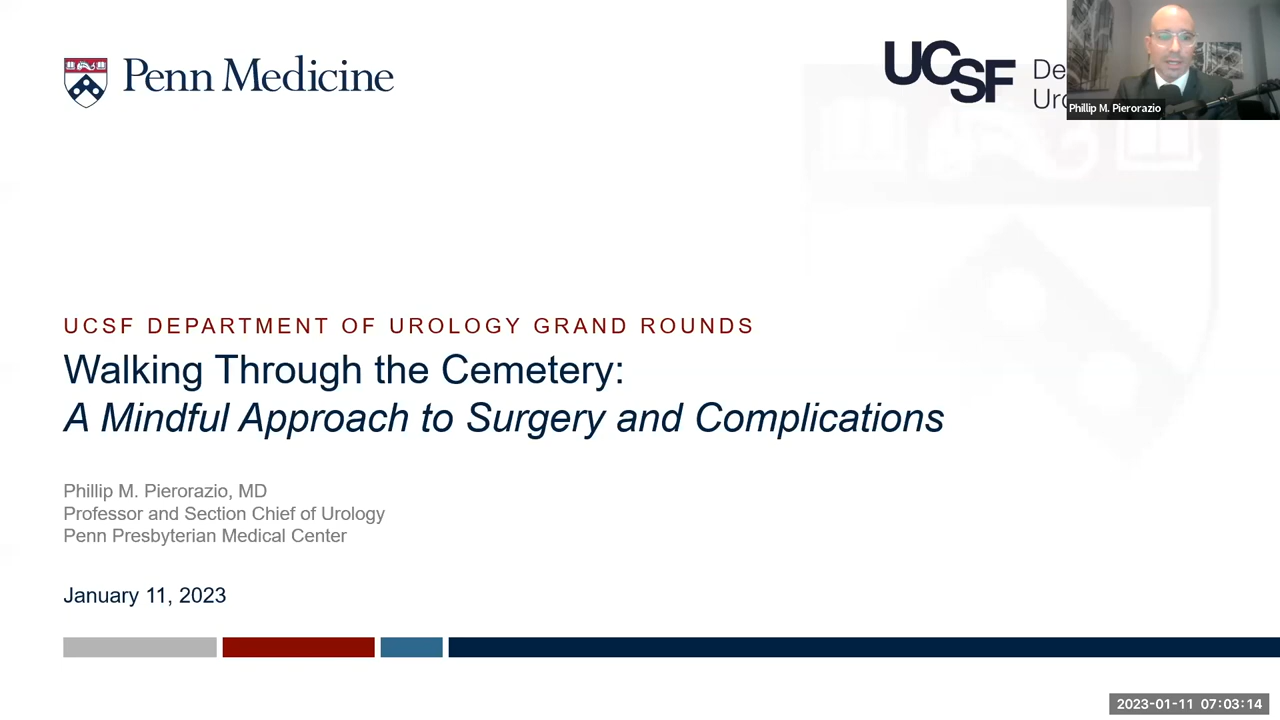 Penn Medicine
UCSF
Phillip M. Pierorazio
UCSF DEPARTMENT OF UROLOGY GRAND ROUNDS
Walking Through the Cemetery:
A Mindful Approach to Surgery and Complications
Phillip M. Pierorazio, MD
Professor and Section Chief of Urology
Penn Presbyterian Medical Center
January 11, 2023
2023-01-11 07:03:14